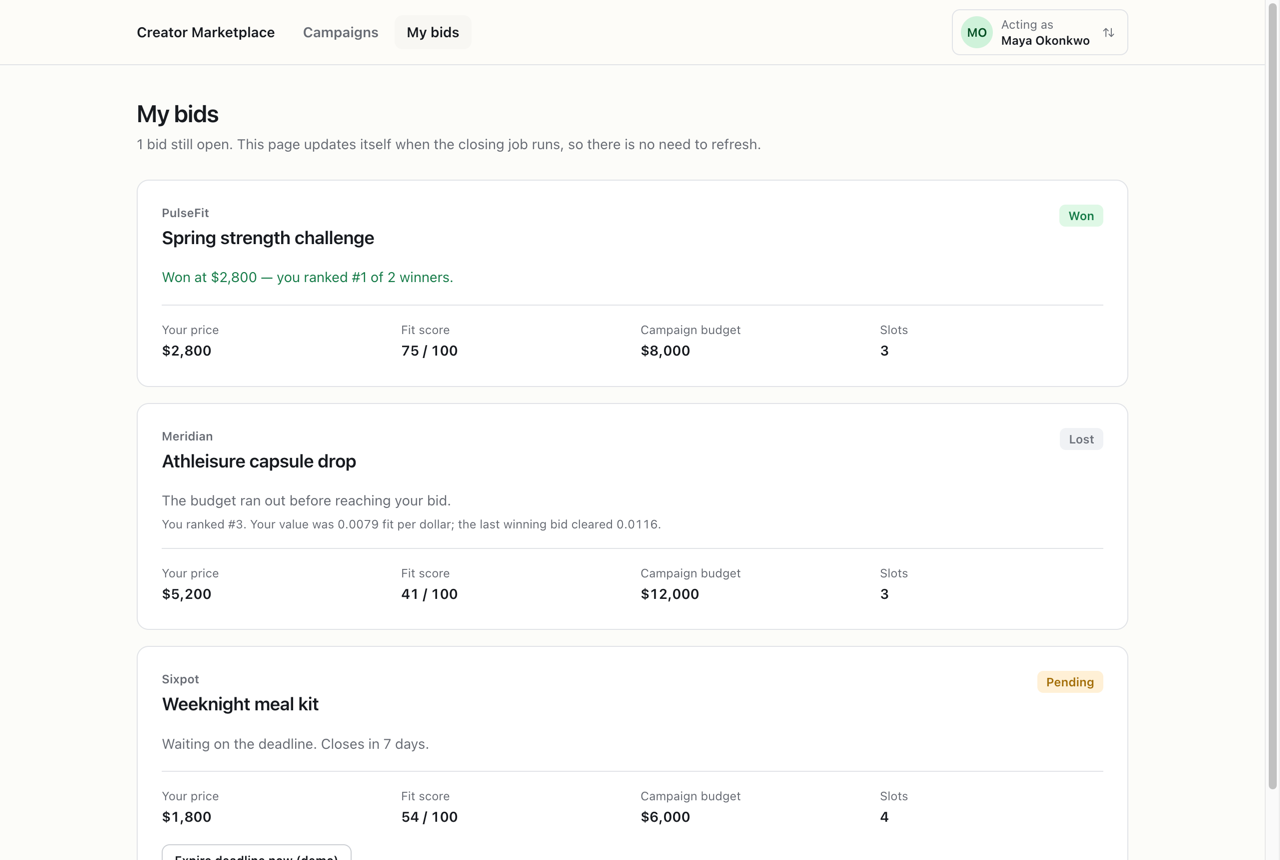 Creator Marketplace Campaigns My bids
MO Acting as
Maya Okonkwo
My bids
1 bid still open. This page updates itself when the closing job runs, so there is no need to refresh.
PulseFit Won
Spring strength challenge
Won at $2,800 — you ranked #1 of 2 winners.
Your price Fit score Campaign budget Slots
$2,800 75 / 100 $8,000 3
Meridian Lost
Athleisure capsule drop
The budget ran out before reaching your bid.
You ranked #3. Your value was 0.0079 fit per dollar; the last winning bid cleared 0.0116.
Your price Fit score Campaign budget Slots
$5,200 41 / 100 $12,000 3
Sixpot Pending
Weeknight meal kit
Waiting on the deadline. Closes in 7 days.
Your price Fit score Campaign budget Slots
$1,800 54 / 100 $6,000 4
Expire deadline now (demo)